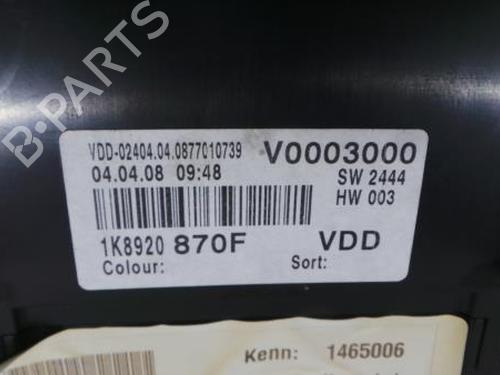 B-PARTS
VDD-02404.04.0877010739 V0003000
04.04.08 09:48 SW 2444
HW 003
1K8920 870F VDD
Colour: Sort:
Kenn: 1465006